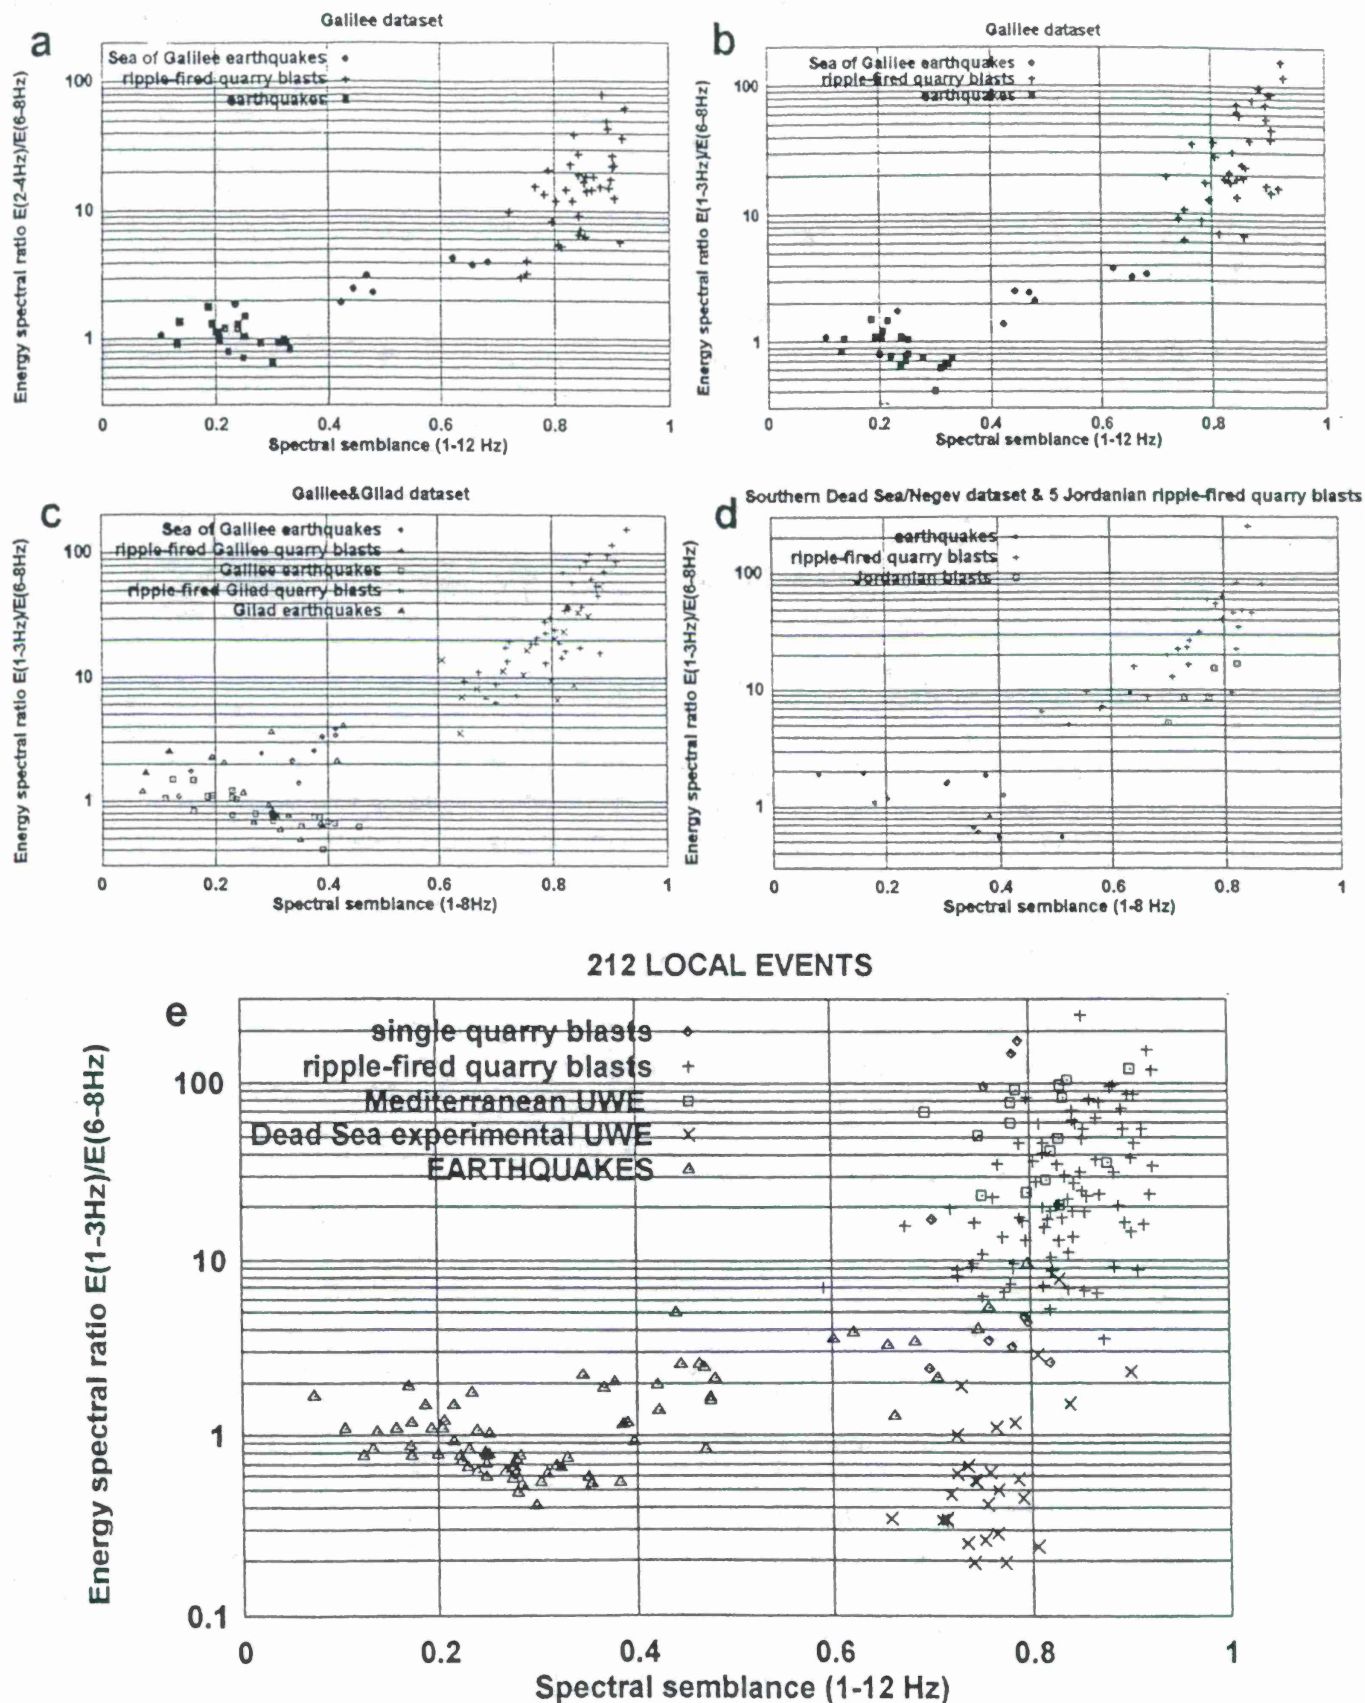 a
Galilee dataset
Sea of Galilee earthquakes
ripple-fired quarry blasts
earthquakes
Energy spectral ratio E(2-4Hz)/E(6-8Hz)
100
10
1
0 0.2 0.4 0.6 0.8 1
Spectral semblance (1-12 Hz)
b
Galilee dataset
Sea of Galilee earthquakes
ripple-fired quarry blasts
earthquakes
Energy spectral ratio E(1-3Hz)/E(6-8Hz)
100
10
1
0 0.2 0.4 0.6 0.8 1
Spectral semblance (1-12 Hz)
c
Galilee&Gilad dataset
Sea of Galilee earthquakes
ripple-fired Galilee quarry blasts
Galilee earthquakes
ripple-fired Gilad quarry blasts
Gilad earthquakes
Energy spectral ratio E(1-3Hz)/E(6-8Hz)
100
10
1
0 0.2 0.4 0.6 0.8 1
Spectral semblance (1-8Hz)
d
Southern Dead Sea/Negev dataset & 5 Jordanian ripple-fired quarry blasts
earthquakes
ripple-fired quarry blasts
Jordanian blasts
Energy spectral ratio E(1-3Hz)/E(6-8Hz)
100
10
1
0 0.2 0.4 0.6 0.8 1
Spectral semblance (1-8 Hz)
212 LOCAL EVENTS
e
single quarry blasts
ripple-fired quarry blasts
Mediterranean UWE
Dead Sea experimental UWE
EARTHQUAKES
Energy spectral ratio E(1-3Hz)/E(6-8Hz)
100
10
1
0.1
0 0.2 0.4 0.6 0.8 1
Spectral semblance (1-12 Hz)